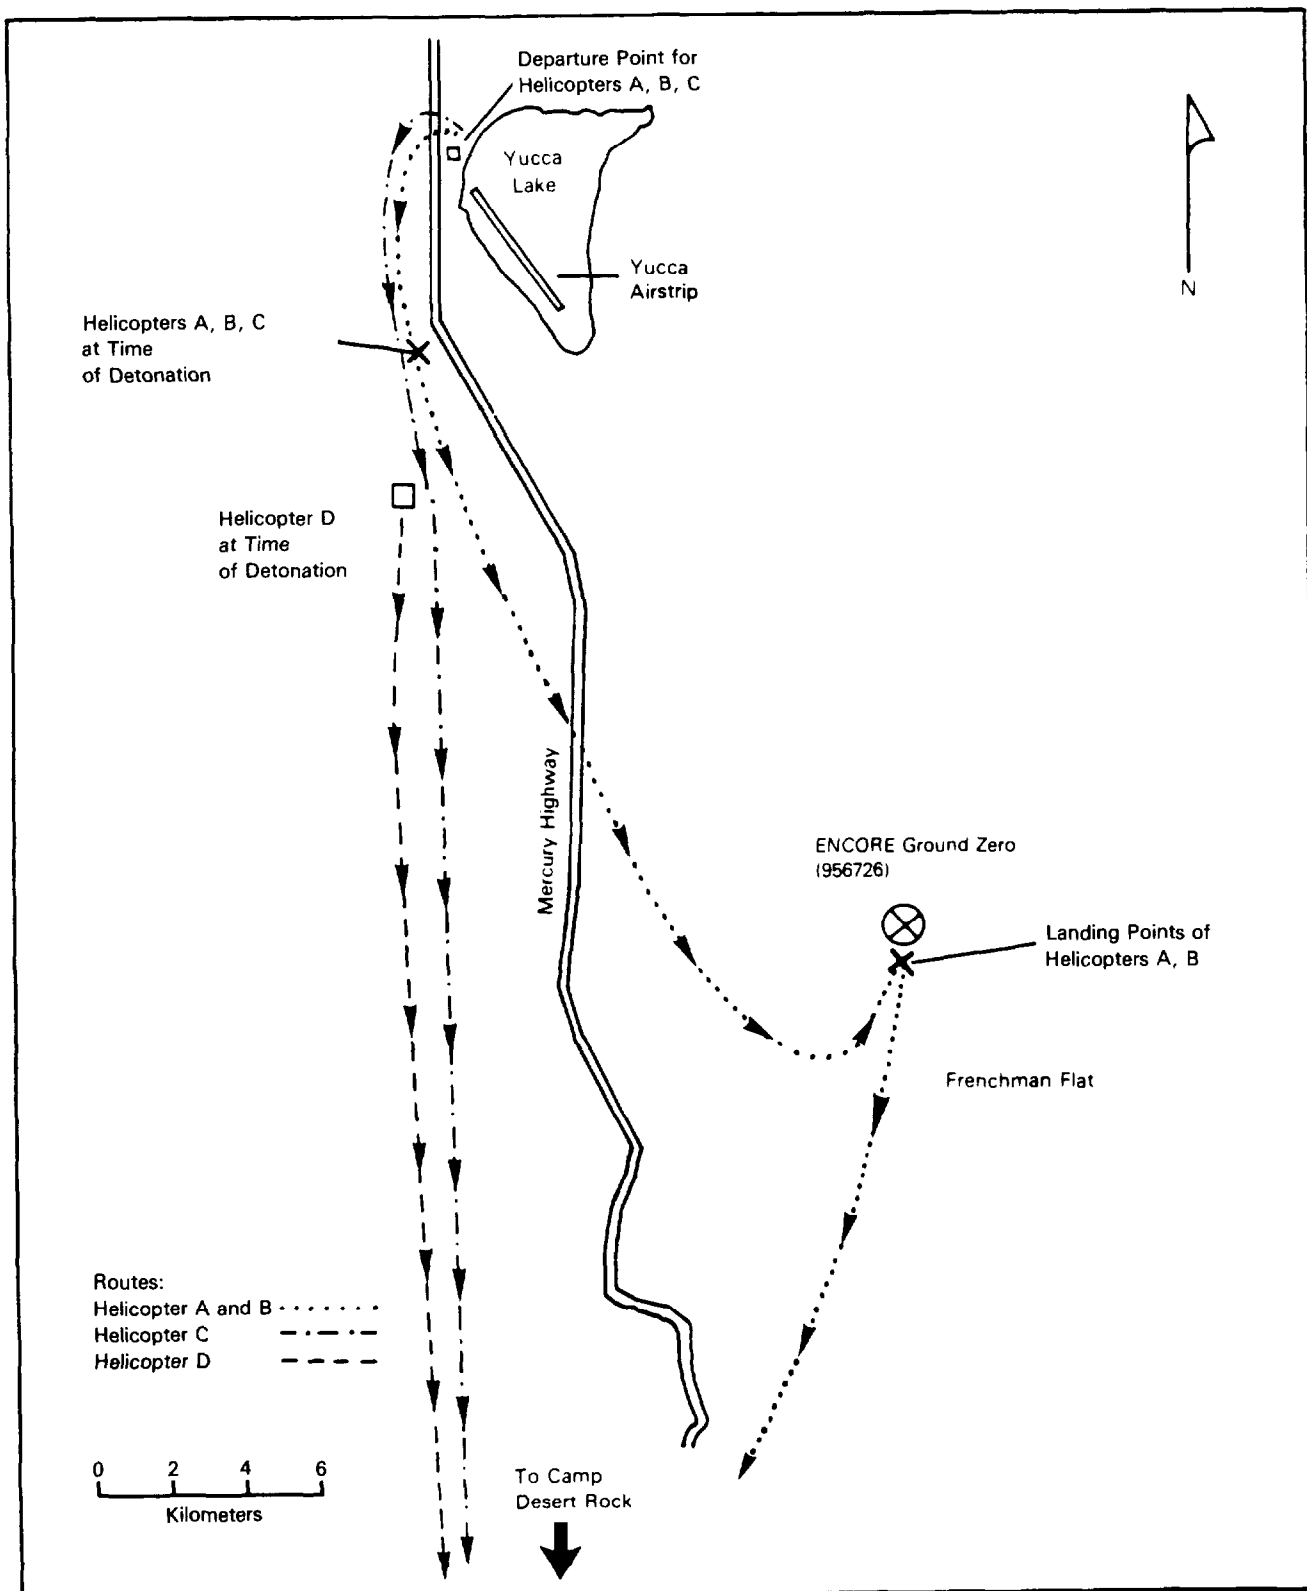 Departure Point for
Helicopters A, B, C
Yucca
Lake
Yucca
Airstrip
N
Helicopters A, B, C
at Time
of Detonation
Helicopter D
at Time
of Detonation
Mercury Highway
ENCORE Ground Zero
(956726)
Landing Points of
Helicopters A, B
Frenchman Flat
Routes:
Helicopter A and B
Helicopter C
Helicopter D
0 2 4 6
Kilometers
To Camp
Desert Rock